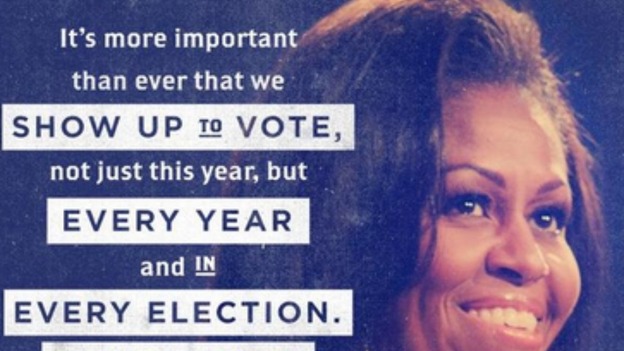 It's more important
than ever that we
SHOW UP TO VOTE,
not just this year, but
EVERY YEAR
and IN
EVERY ELECTION.